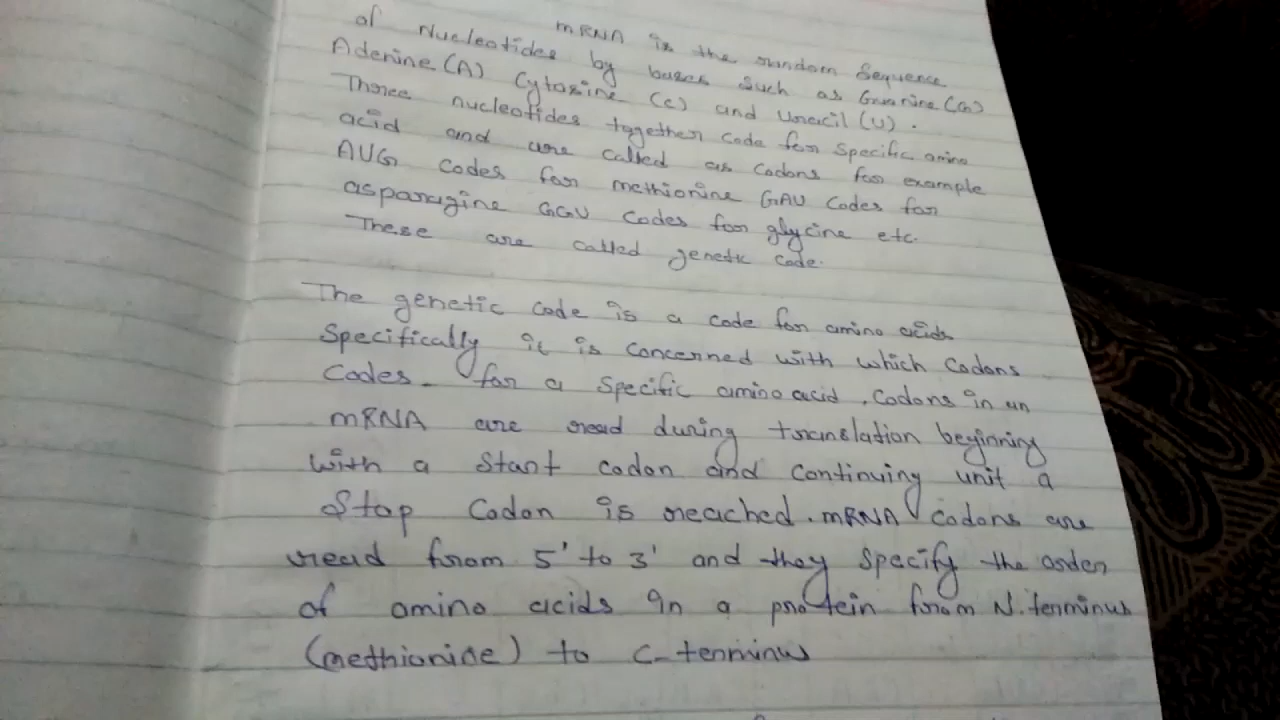 mRNA is the random Sequence
of Nucleotides by bases such as Guanine (G)
Adenine (A) Cytosine (c) and Uracil (U).
Three nucleotides together code for specific amino
acid and are called as codons for example
AUG codes for methionine GAU codes for
asparagine GGU codes for glycine etc.
These are called genetic code.
The genetic code is a code for amino acids
Specifically it is concerned with which codons
Codes for a specific amino acid. Codons in an
mRNA are read during translation beginning
with a start codon and continuing unit a
Stop Codon is reached. mRNA codons are
read from 5' to 3' and they specify the order
of amino acids in a protein from N. terminus
(methionine) to C-terminus